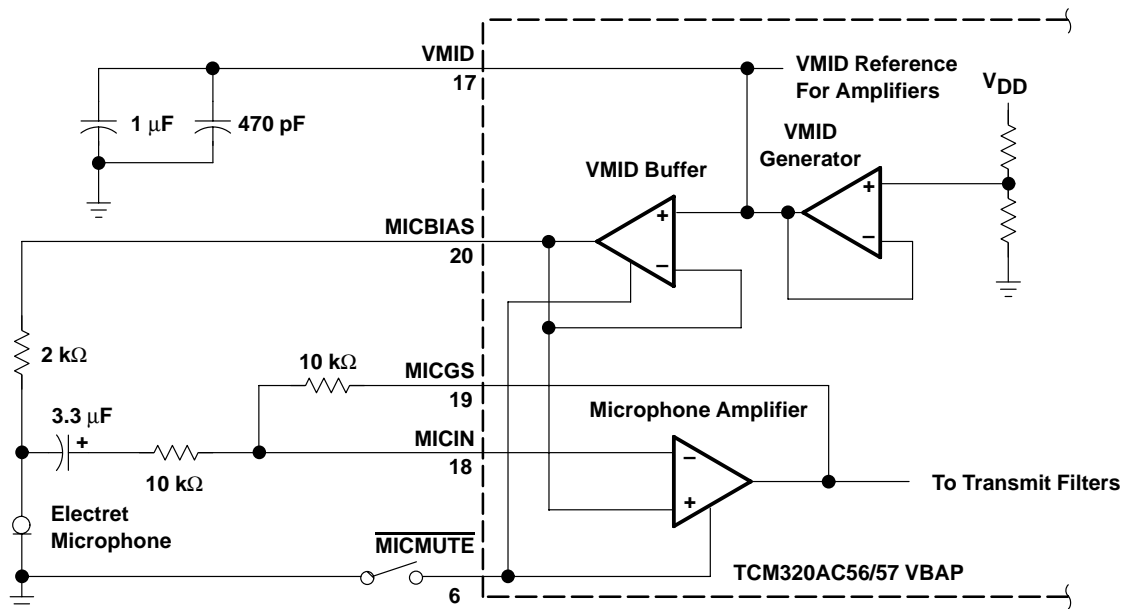 VMID
17
VMID Reference
For Amplifiers
VDD
1 μF
470 pF
VMID
Generator
+
−
VMID Buffer
+
−
MICBIAS
20
2 kΩ
10 kΩ
MICGS
19
Microphone Amplifier
3.3 μF
+
MICIN
18
−
+
10 kΩ
To Transmit Filters
Electret
Microphone
MICMUTE
6
TCM320AC56/57 VBAP